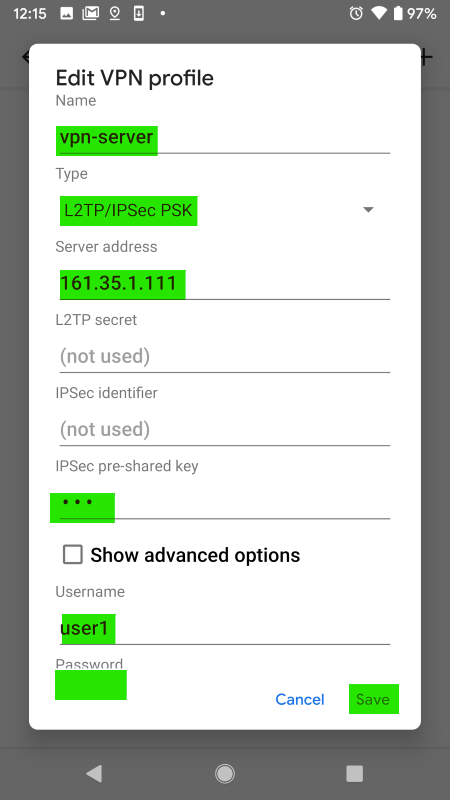 12:15
97%
Edit VPN profile
Name
vpn-server
Type
L2TP/IPSec PSK
Server address
161.35.1.111
L2TP secret
(not used)
IPSec identifier
(not used)
IPSec pre-shared key
•••
Show advanced options
Username
user1
Password
Cancel
Save